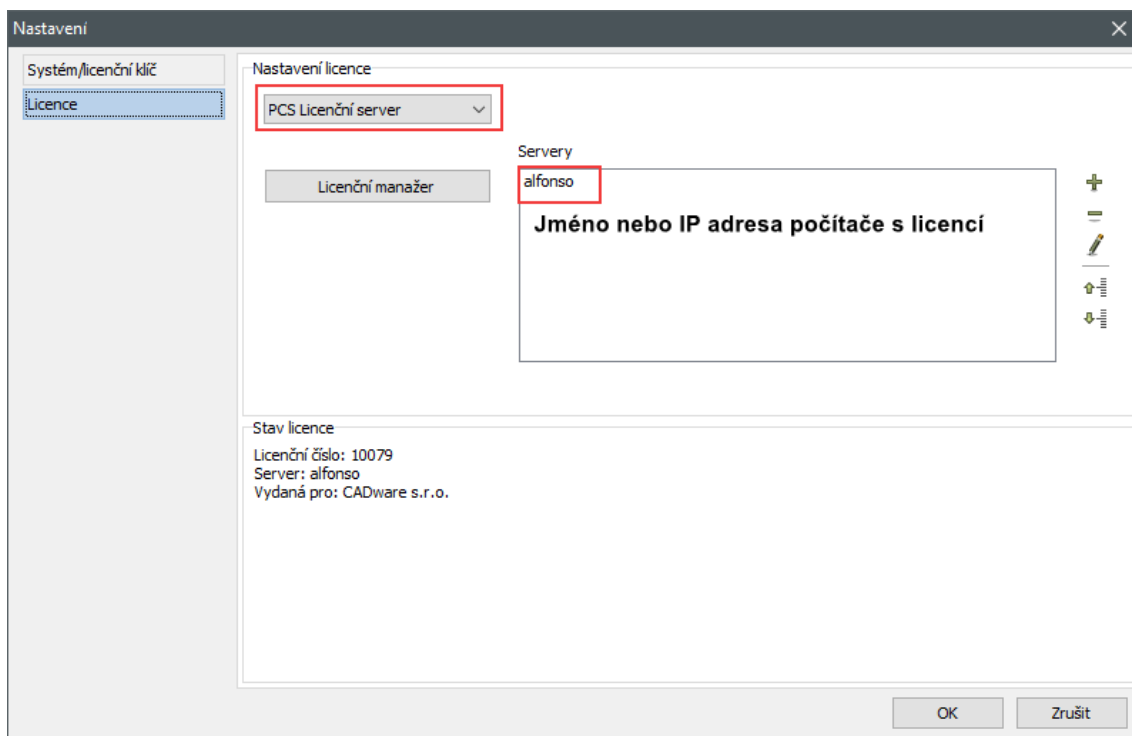 Nastavení
Systém/licenční klíč
Licence
Nastavení licence
PCS Licenční server
Licenční manažer
Servery
alfonso
Jméno nebo IP adresa počítače s licencí
Stav licence
Licenční číslo: 10079
Server: alfonso
Vydaná pro: CADware s.r.o.
OK
Zrušit